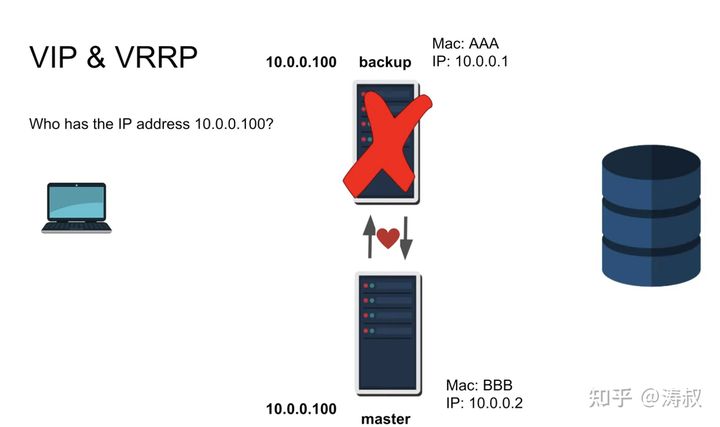 VIP & VRRP
10.0.0.100
backup
Mac: AAA
IP: 10.0.0.1
Who has the IP address 10.0.0.100?
Mac: BBB
IP: 10.0.0.2
10.0.0.100
master
知乎 @涛叔